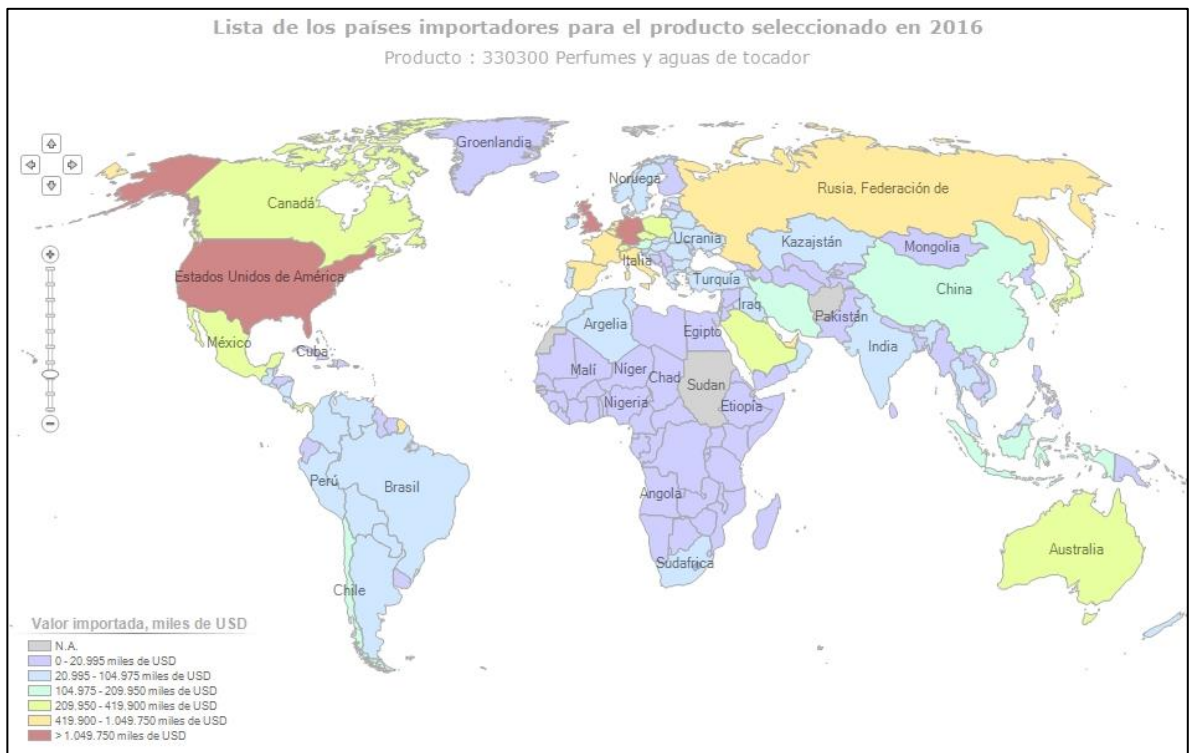 Lista de los países importadores para el producto seleccionado en 2016
Producto : 330300 Perfumes y aguas de tocador
Groenlandia
Noruega
Rusia, Federación de
Canadá
Ucrania
Kazajstán
Mongolia
Italia
Estados Unidos de América
Turquía
China
Iraq
Pakistán
Argelia
Egipto
México
India
Cuba
Malí
Níger
Chad
Sudan
Nigeria
Etiopía
Perú
Brasil
Angola
Australia
Sudafrica
Chile
Valor importada, miles de USD
N.A.
0 - 20.995 miles de USD
20.995 - 104.975 miles de USD
104.975 - 209.950 miles de USD
209.950 - 419.900 miles de USD
419.900 - 1.049.750 miles de USD
> 1.049.750 miles de USD